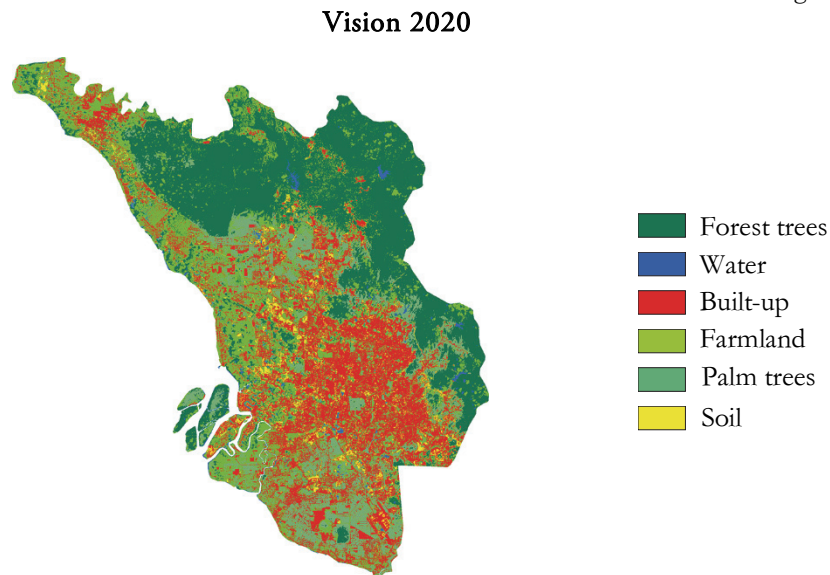 Vision 2020
Forest trees
Water
Built-up
Farmland
Palm trees
Soil